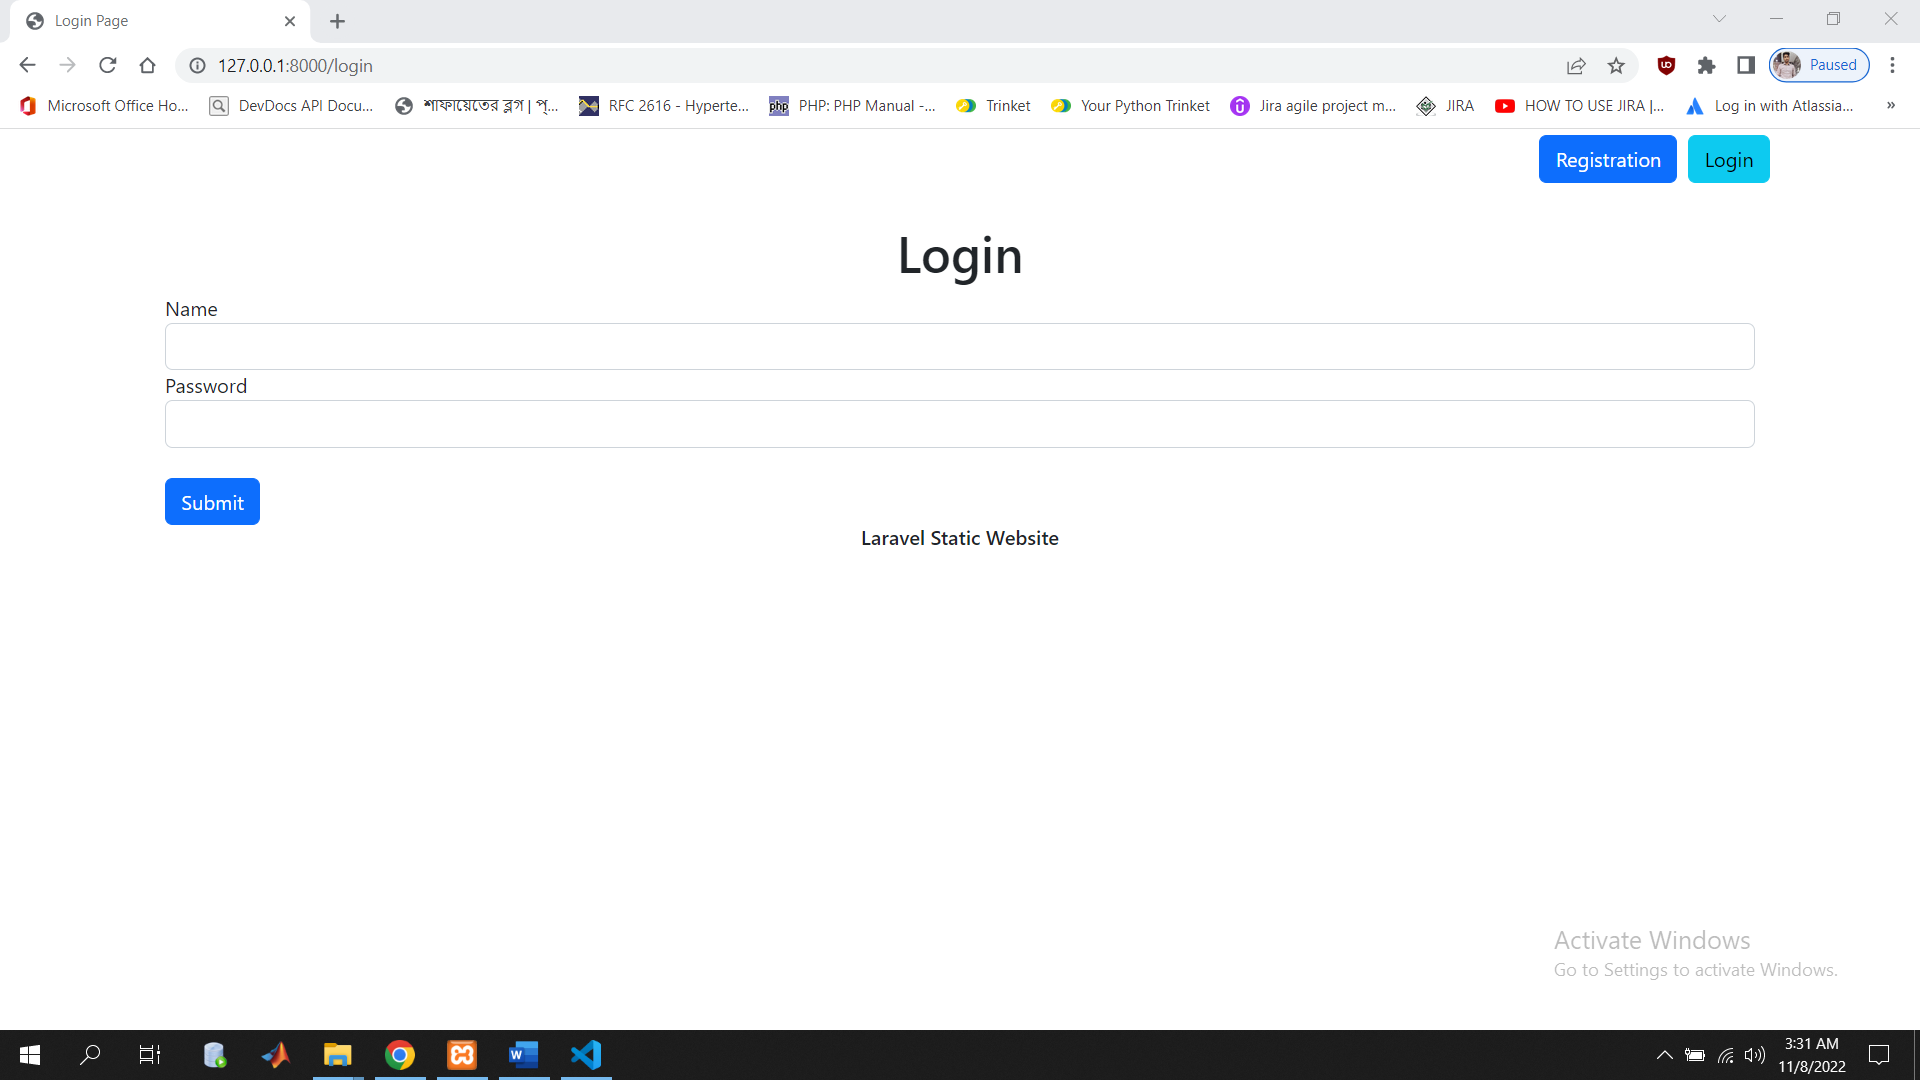 Login Page
127.0.0.1:8000/login
Paused
Microsoft Office Ho...
DevDocs API Docu...
শাফায়েতের ব্লগ | প্...
RFC 2616 - Hyperte...
php
PHP: PHP Manual -...
Trinket
Your Python Trinket
Jira agile project m...
JIRA
HOW TO USE JIRA |...
Log in with Atlassia...
»
Registration
Login
Login
Name
Password
Submit
Laravel Static Website
Activate Windows
Go to Settings to activate Windows.
3:31 AM
11/8/2022